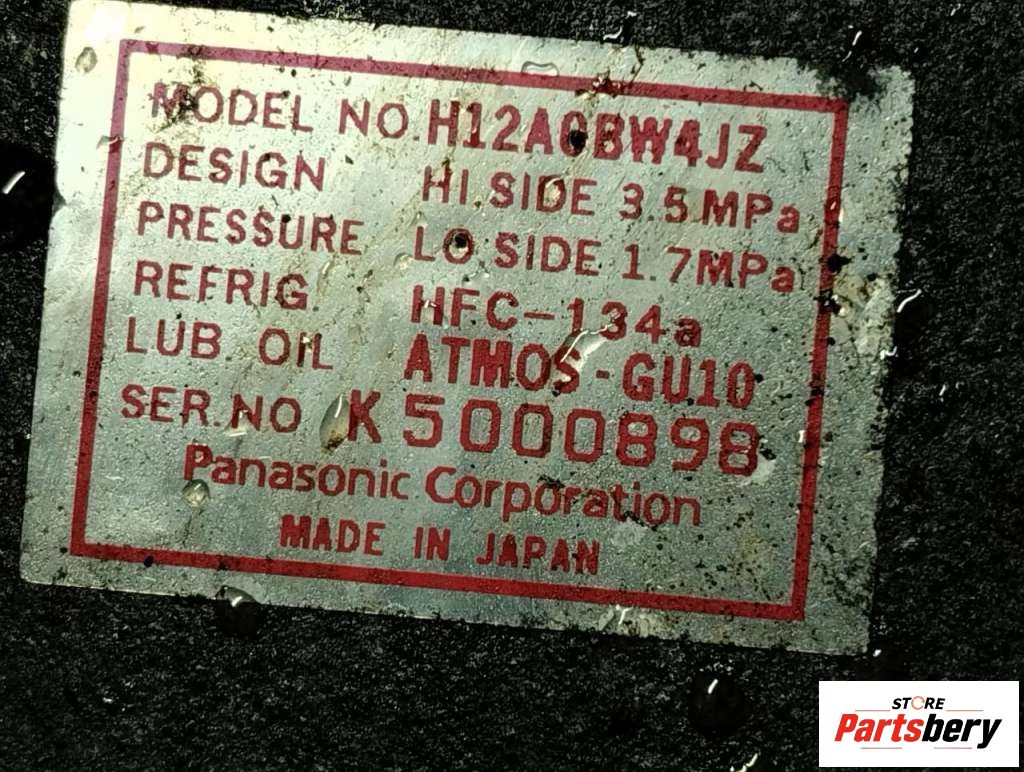 MODEL NO. H12A0BW4JZ
DESIGN HI.SIDE 3.5MPa
PRESSURE LO.SIDE 1.7MPa
REFRIG. HFC-134a
LUB. OIL ATMOS-GU10
SER.NO K5000898
Panasonic Corporation
MADE IN JAPAN
STORE
Partsbery